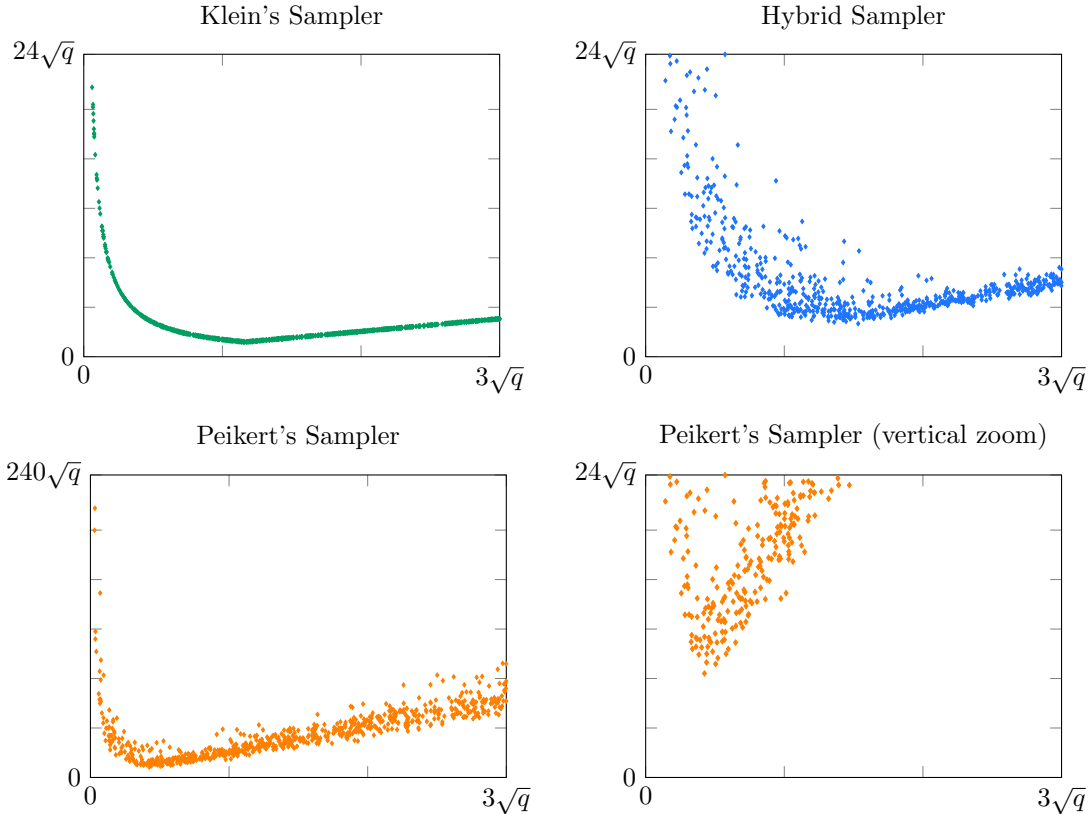 Klein's Sampler
24√q
0
0
3√q
Hybrid Sampler
24√q
0
0
3√q
Peikert's Sampler
240√q
0
0
3√q
Peikert's Sampler (vertical zoom)
24√q
0
0
3√q